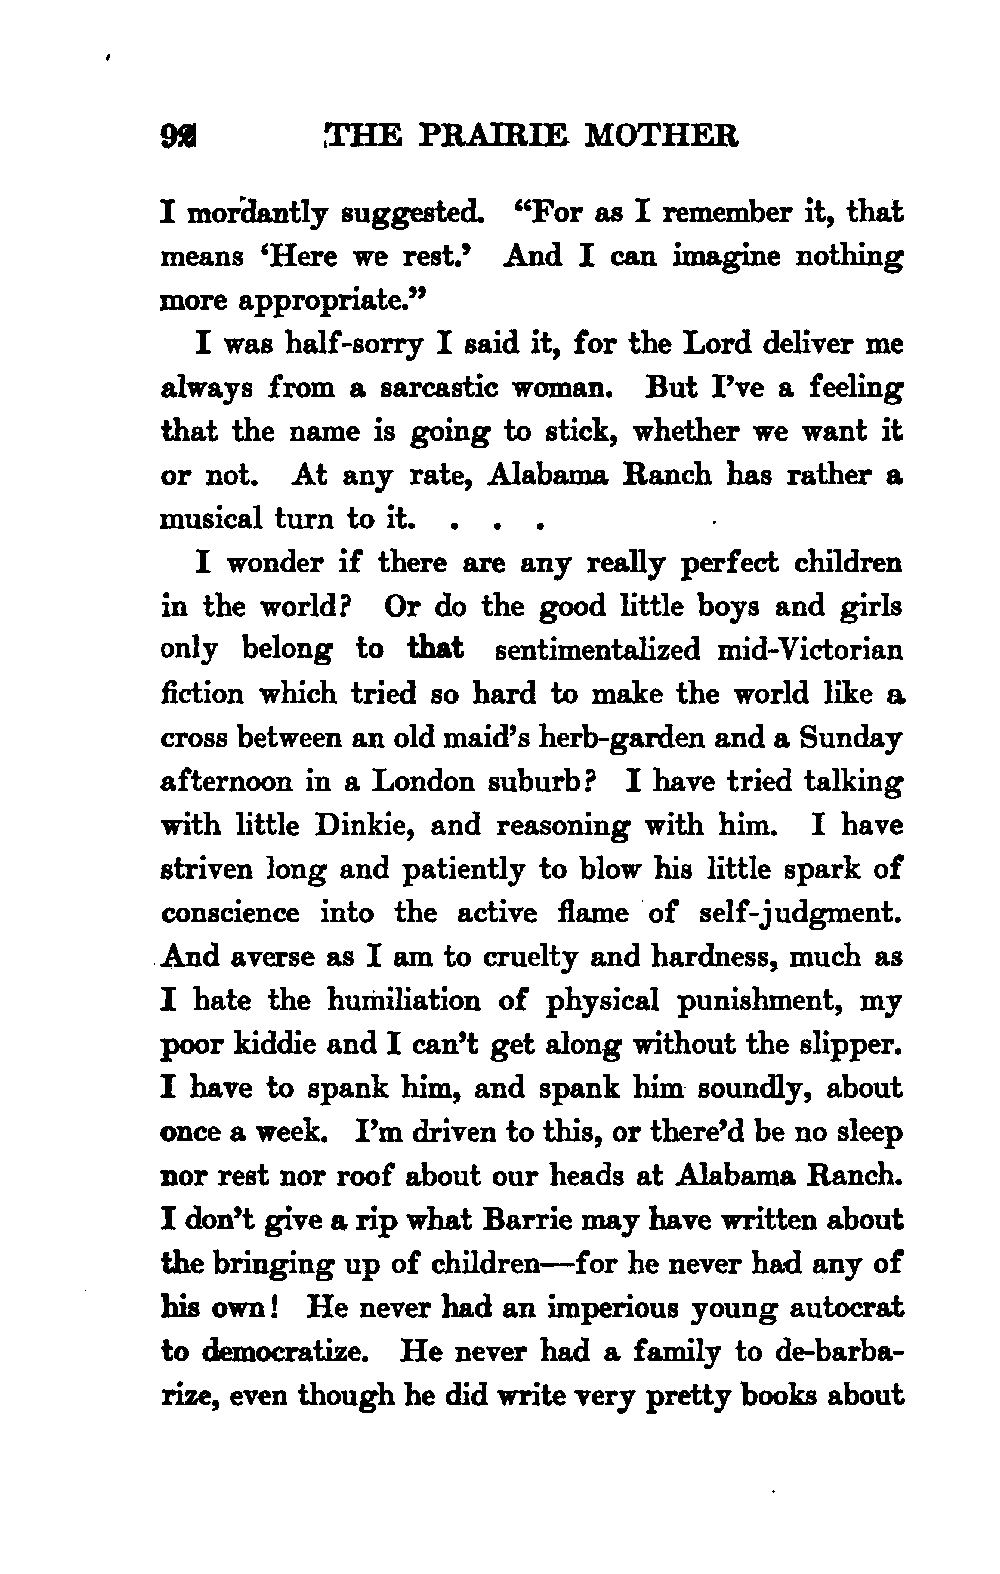 92 THE PRAIRIE MOTHER
I mordantly suggested. “For as I remember it, that
means ‘Here we rest.’ And I can imagine nothing
more appropriate.”
I was half-sorry I said it, for the Lord deliver me
always from a sarcastic woman. But I’ve a feeling
that the name is going to stick, whether we want it
or not. At any rate, Alabama Ranch has rather a
musical turn to it. . . .
I wonder if there are any really perfect children
in the world? Or do the good little boys and girls
only belong to that sentimentalized mid-Victorian
fiction which tried so hard to make the world like a
cross between an old maid’s herb-garden and a Sunday
afternoon in a London suburb? I have tried talking
with little Dinkie, and reasoning with him. I have
striven long and patiently to blow his little spark of
conscience into the active flame of self-judgment.
And averse as I am to cruelty and hardness, much as
I hate the humiliation of physical punishment, my
poor kiddie and I can’t get along without the slipper.
I have to spank him, and spank him soundly, about
once a week. I’m driven to this, or there’d be no sleep
nor rest nor roof about our heads at Alabama Ranch.
I don’t give a rip what Barrie may have written about
the bringing up of children—for he never had any of
his own! He never had an imperious young autocrat
to democratize. He never had a family to de-barba-
rize, even though he did write very pretty books about